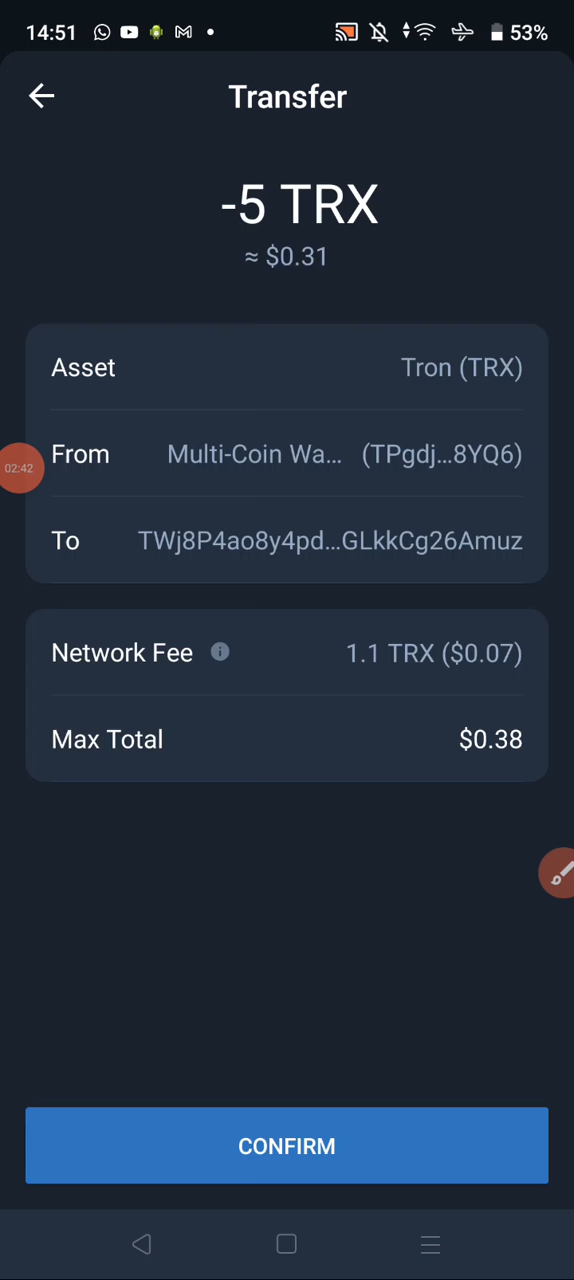 14:51 53%
Transfer
-5 TRX
≈ $0.31
Asset Tron (TRX)
02:42
From Multi-Coin Wa... (TPgdj...8YQ6)
To TWj8P4ao8y4pd...GLkkCg26Amuz
Network Fee i 1.1 TRX ($0.07)
Max Total $0.38
CONFIRM